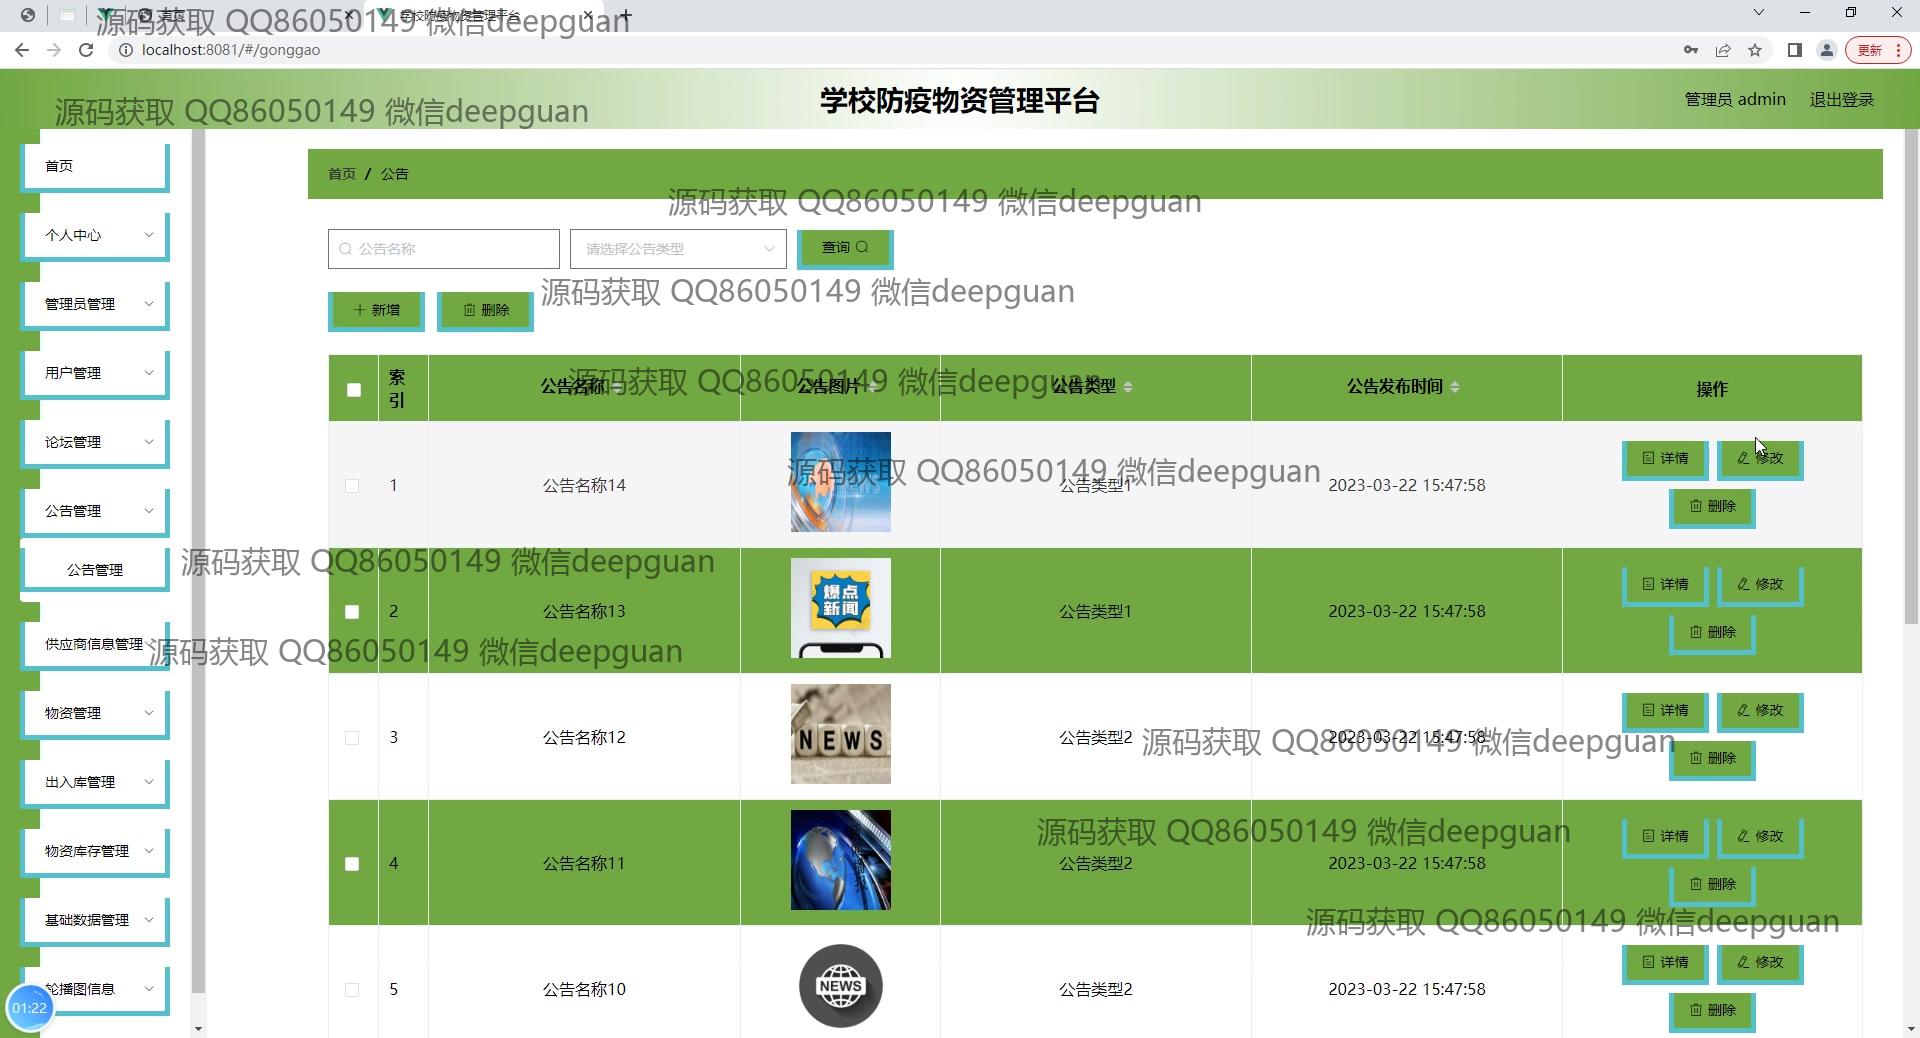 首页
学校防疫物资管理平台
源码获取 QQ86050149 微信deepguan
localhost:8081/#/gonggao
更新
源码获取 QQ86050149 微信deepguan
学校防疫物资管理平台
管理员 admin
退出登录
首页
个人中心
管理员管理
用户管理
论坛管理
公告管理
公告管理
供应商信息管理
物资管理
出入库管理
物资库存管理
基础数据管理
轮播图信息
01:22
首页 / 公告
源码获取 QQ86050149 微信deepguan
公告名称
请选择公告类型
查询
新增
删除
源码获取 QQ86050149 微信deepguan
索引 公告名称 公告图片 公告类型 公告发布时间 操作
源码获取 QQ86050149 微信deepguan
1 公告名称14 公告类型1 2023-03-22 15:47:58 详情 修改
删除
源码获取 QQ86050149 微信deepguan
源码获取 QQ86050149 微信deepguan
2 公告名称13 爆点新闻 公告类型1 2023-03-22 15:47:58 详情 修改
删除
源码获取 QQ86050149 微信deepguan
3 公告名称12 NEWS 公告类型2 2023-03-22 15:47:58 详情 修改
删除
源码获取 QQ86050149 微信deepguan
源码获取 QQ86050149 微信deepguan
4 公告名称11 公告类型2 2023-03-22 15:47:58 详情 修改
删除
源码获取 QQ86050149 微信deepguan
5 公告名称10 NEWS 公告类型2 2023-03-22 15:47:58 详情 修改
删除